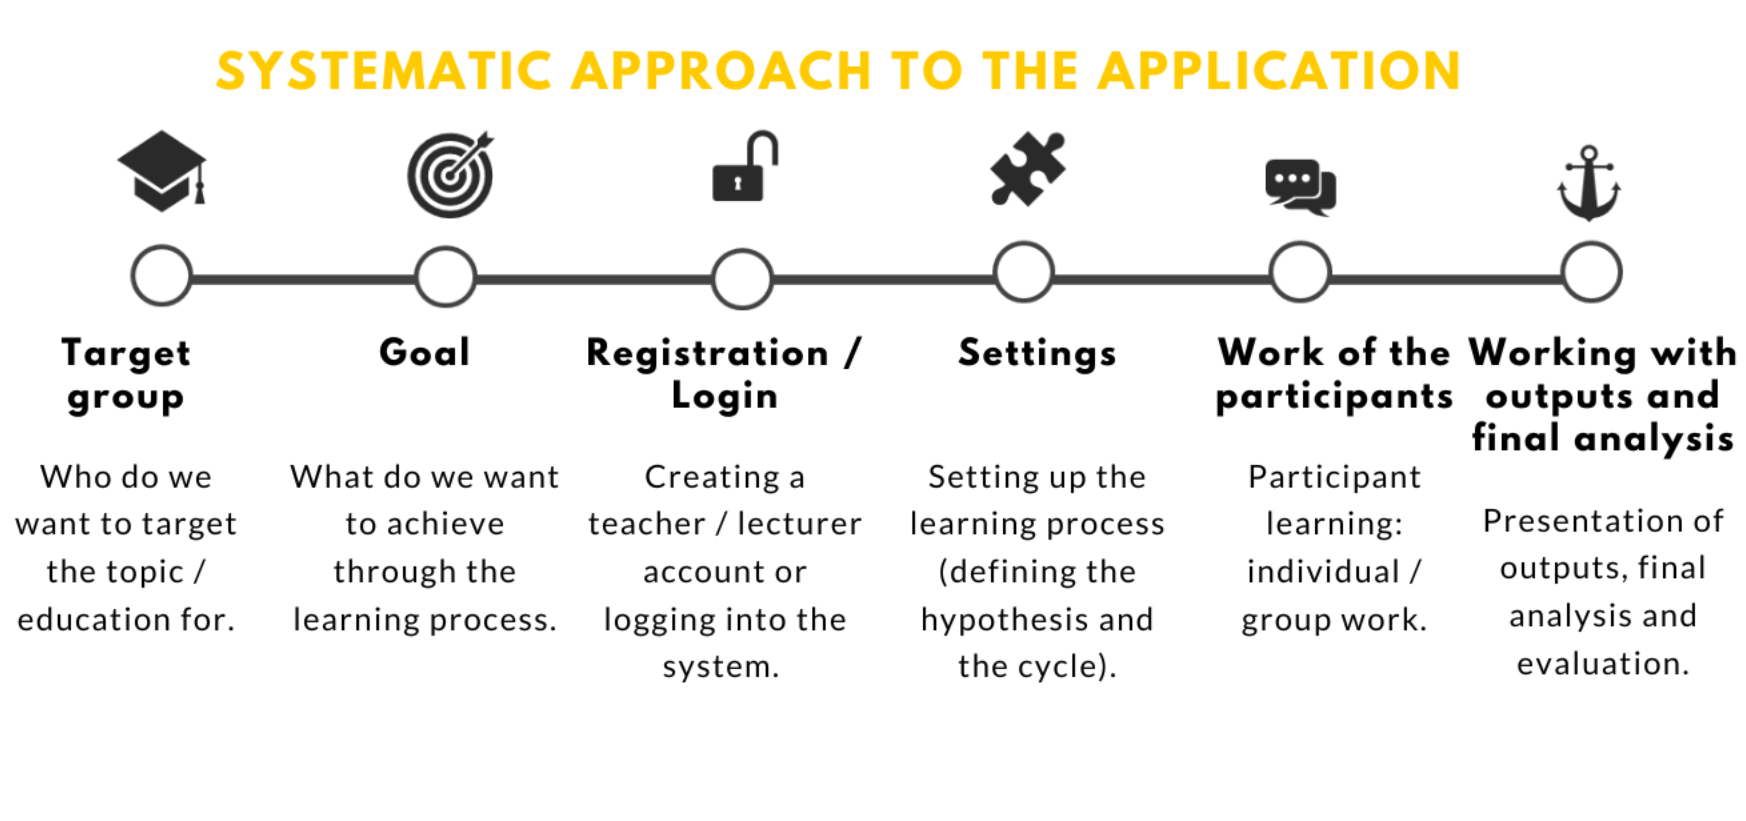 SYSTEMATIC APPROACH TO THE APPLICATION
Target
group
Who do we
want to target
the topic /
education for.
Goal
What do we want
to achieve
through the
learning process.
Registration /
Login
Creating a
teacher / lecturer
account or
logging into the
system.
Settings
Setting up the
learning process
(defining the
hypothesis and
the cycle).
Work of the
participants
Participant
learning:
individual /
group work.
Working with
outputs and
final analysis
Presentation of
outputs, final
analysis and
evaluation.